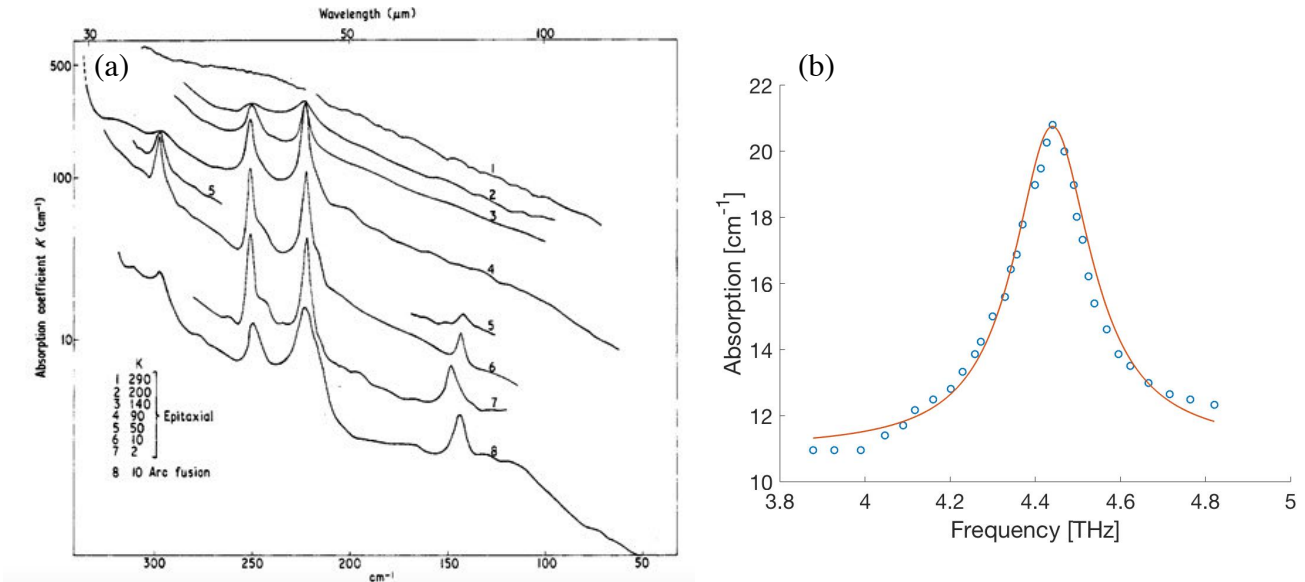 Wavelength (μm)
30 50 100
(a)
500
100
10
Absorption coefficient K (cm⁻¹)
1
2
3
5
4
5
6
7
8
K
1 290
2 200
3 140
4 90
5 50
6 10
7 2
Epitaxial
8 10 Arc fusion
300 250 200 150 100 50
cm⁻¹
(b)
22
20
18
16
14
12
10
Absorption [cm⁻¹]
3.8 4 4.2 4.4 4.6 4.8 5
Frequency [THz]